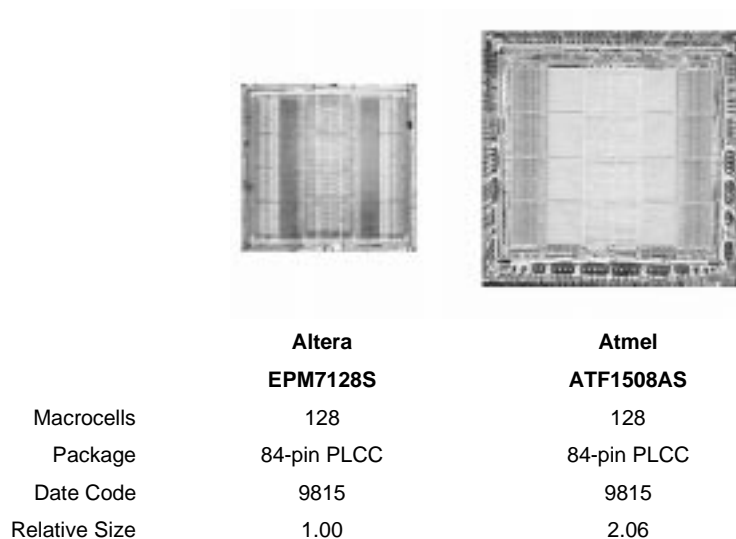 Altera Atmel
EPM7128S ATF1508AS
Macrocells 128 128
Package 84-pin PLCC 84-pin PLCC
Date Code 9815 9815
Relative Size 1.00 2.06